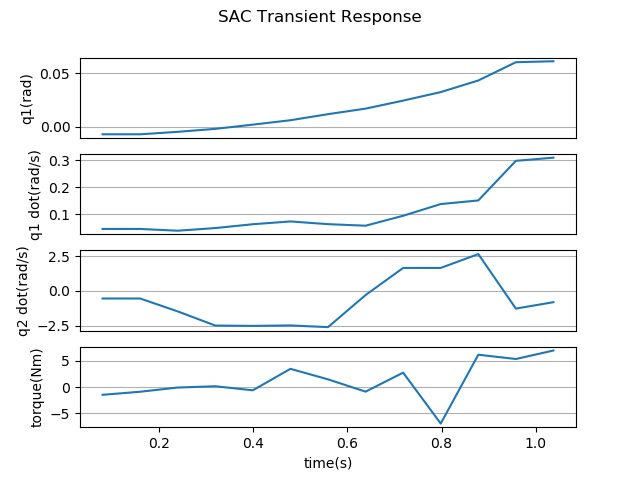 SAC Transient Response
q1(rad)
0.05
0.00
q1 dot(rad/s)
0.3
0.2
0.1
q2 dot(rad/s)
2.5
0.0
−2.5
torque(Nm)
5
0
−5
0.2 0.4 0.6 0.8 1.0
time(s)